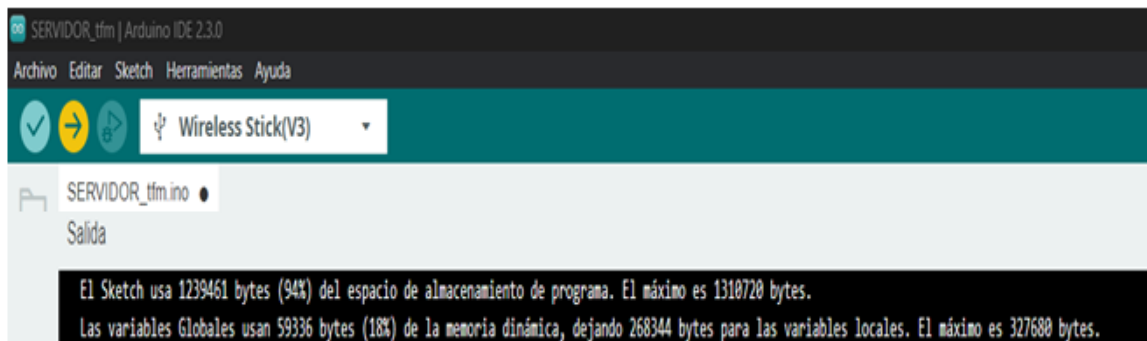 SERVIDOR_tfm | Arduino IDE 2.3.0
Archivo Editar Sketch Herramientas Ayuda
Wireless Stick(V3)
SERVIDOR_tfm.ino
Salida
El Sketch usa 1239461 bytes (94%) del espacio de almacenamiento de programa. El máximo es 1310720 bytes.
Las variables Globales usan 59336 bytes (18%) de la memoria dinámica, dejando 268344 bytes para las variables locales. El máximo es 327680 bytes.